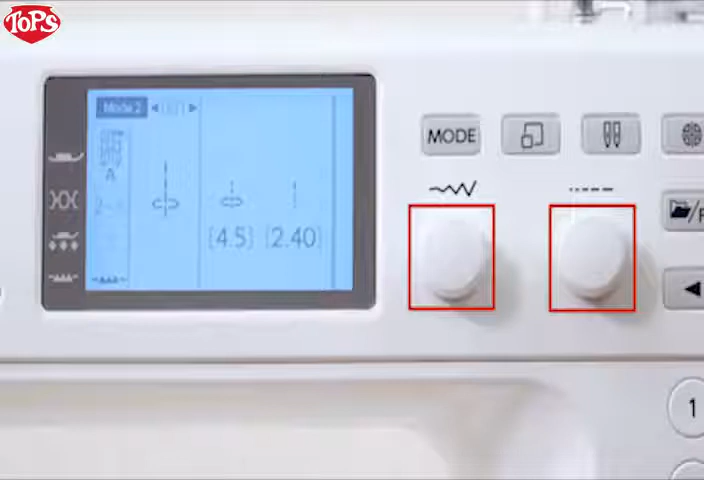 ToPS
Mode 2
MODE
A
[4.5] [2.40]
1